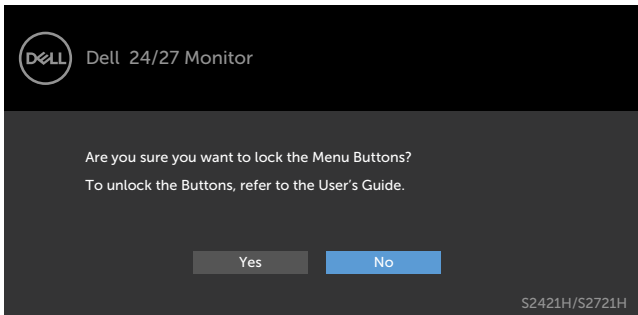 DELL
Dell 24/27 Monitor
Are you sure you want to lock the Menu Buttons?
To unlock the Buttons, refer to the User's Guide.
Yes
No
S2421H/S2721H